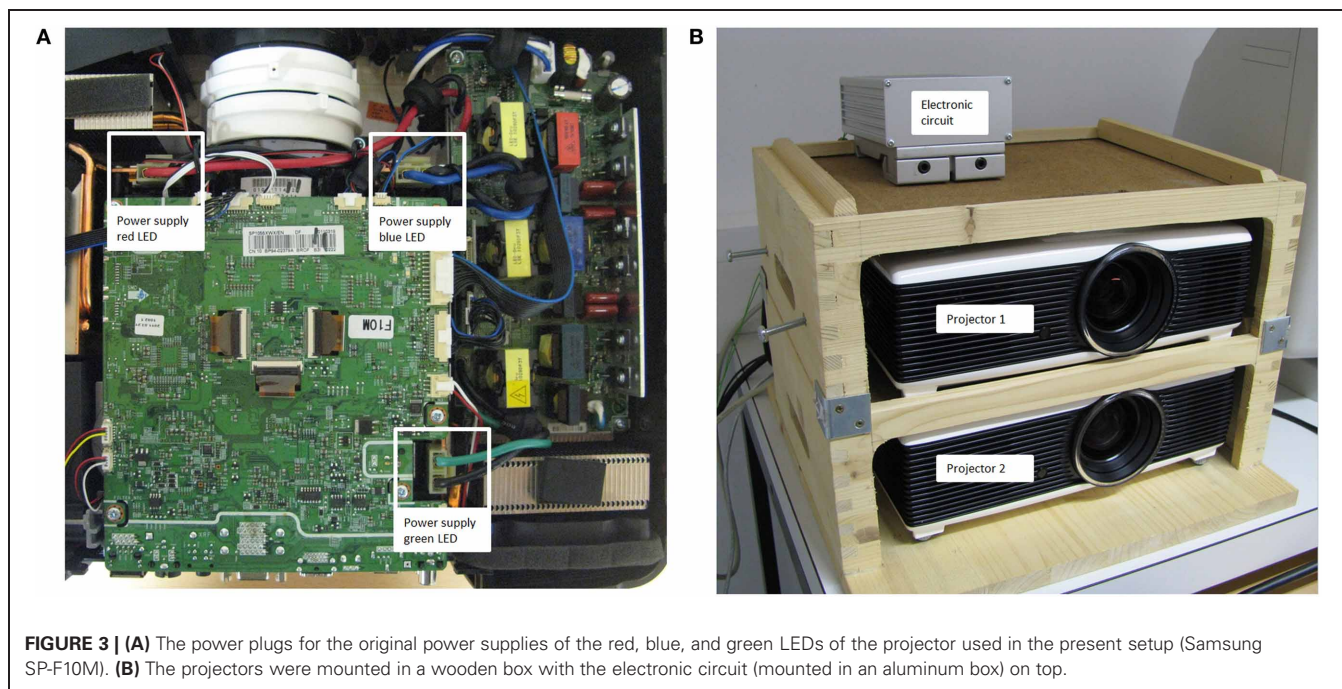 A
B
Electronic
circuit
Power supply
red LED
Power supply
blue LED
F10M
Projector 1
Projector 2
Power supply
green LED
FIGURE 3 | (A) The power plugs for the original power supplies of the red, blue, and green LEDs of the projector used in the present setup (Samsung
SP-F10M). (B) The projectors were mounted in a wooden box with the electronic circuit (mounted in an aluminum box) on top.